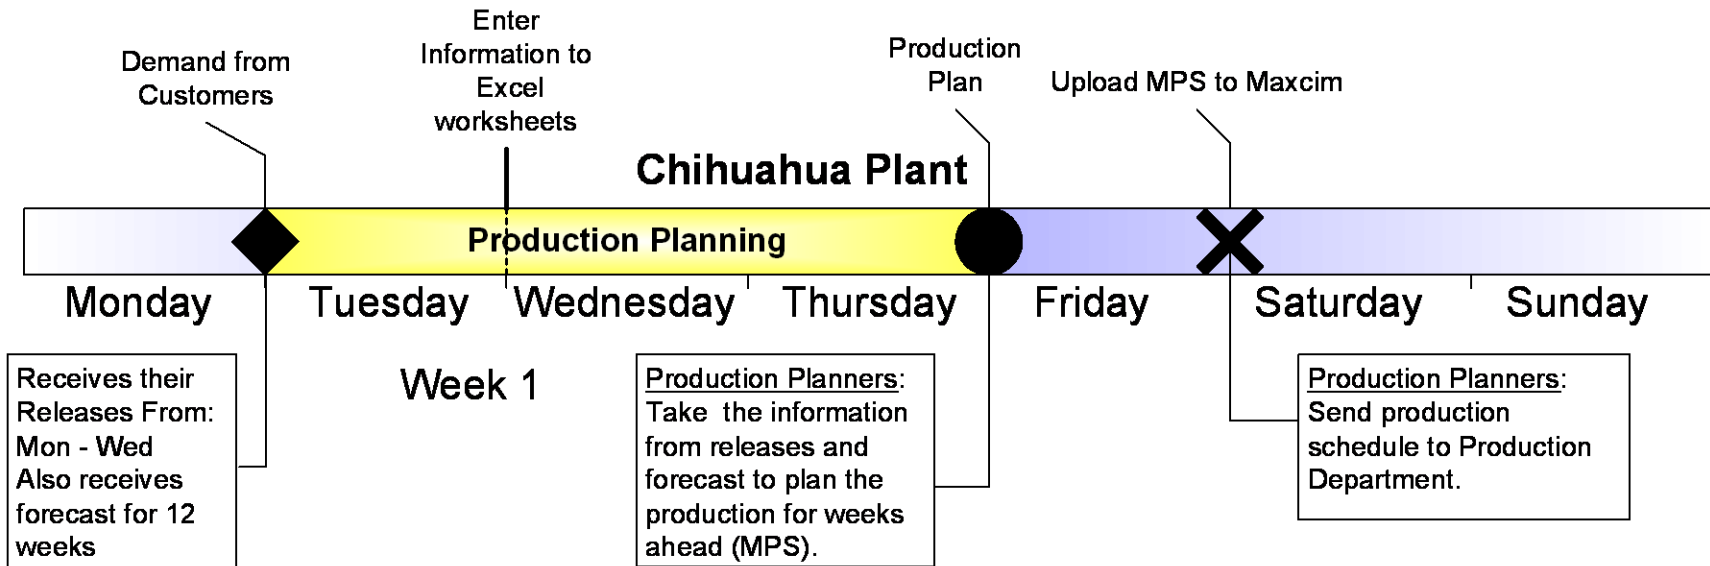 Demand from
Customers
Enter
Information to
Excel
worksheets
Production
Plan
Upload MPS to Maxcim
Chihuahua Plant
Production Planning
Monday
Tuesday
Wednesday
Thursday
Friday
Saturday
Sunday
Week 1
Receives their
Releases From:
Mon - Wed
Also receives
forecast for 12
weeks
Production Planners:
Take the information
from releases and
forecast to plan the
production for weeks
ahead (MPS).
Production Planners:
Send production
schedule to Production
Department.